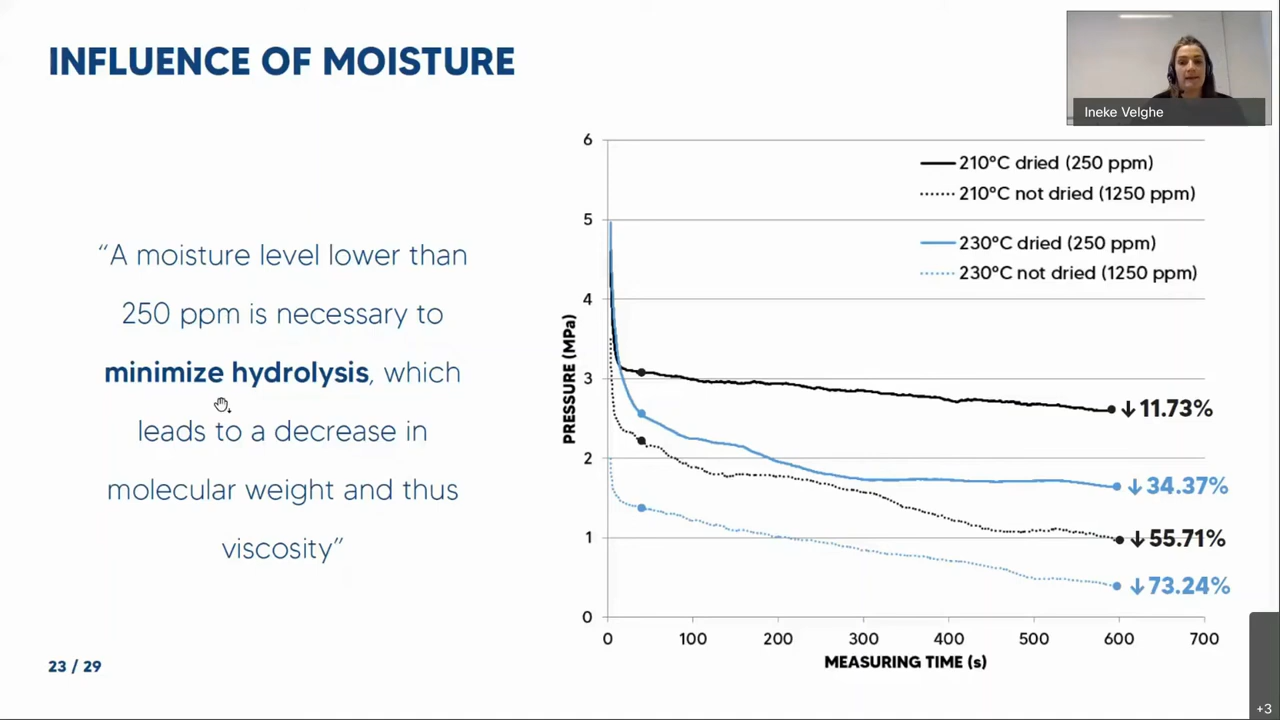 INFLUENCE OF MOISTURE
Ineke Velghe
“A moisture level lower than
250 ppm is necessary to
minimize hydrolysis, which
leads to a decrease in
molecular weight and thus
viscosity”
210°C dried (250 ppm)
210°C not dried (1250 ppm)
230°C dried (250 ppm)
230°C not dried (1250 ppm)
PRESSURE (MPa)
6
5
4
3
2
1
0
↓11.73%
↓34.37%
↓55.71%
↓73.24%
0 100 200 300 400 500 600 700
MEASURING TIME (s)
23 / 29
+3